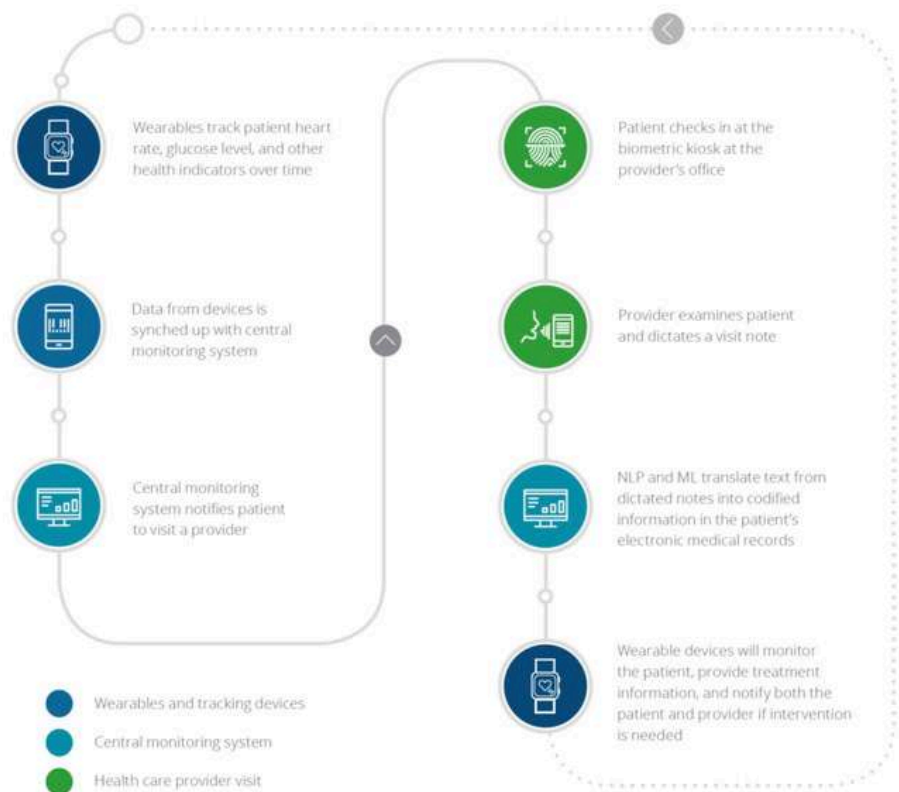 Wearables track patient heart
rate, glucose level, and other
health indicators over time
Data from devices is
synched up with central
monitoring system
Central monitoring
system notifies patient
to visit a provider
Patient checks in at the
biometric kiosk at the
provider's office
Provider examines patient
and dictates a visit note
NLP and ML translate text from
dictated notes into codified
information in the patient's
electronic medical records
Wearable devices will monitor
the patient, provide treatment
information, and notify both the
patient and provider if intervention
is needed
Wearables and tracking devices
Central monitoring system
Health care provider visit